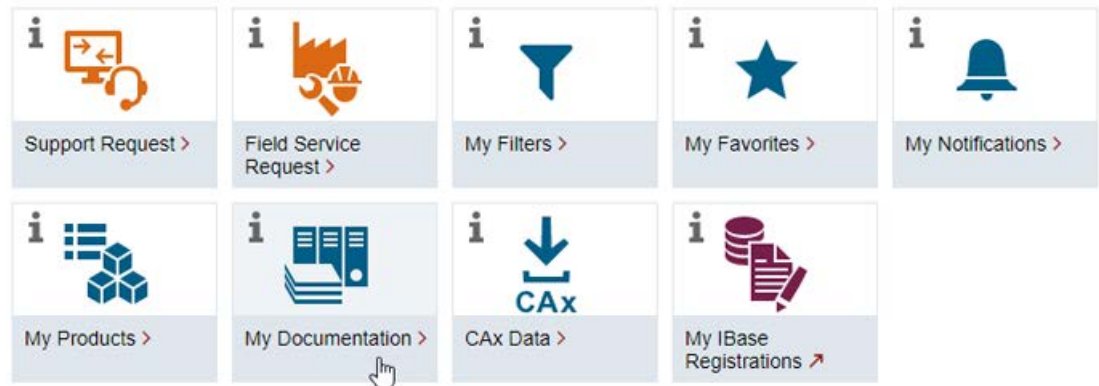 Support Request >
Field Service
Request >
My Filters >
My Favorites >
My Notifications >
My Products >
My Documentation >
CAx
CAx Data >
My IBase
Registrations ↗